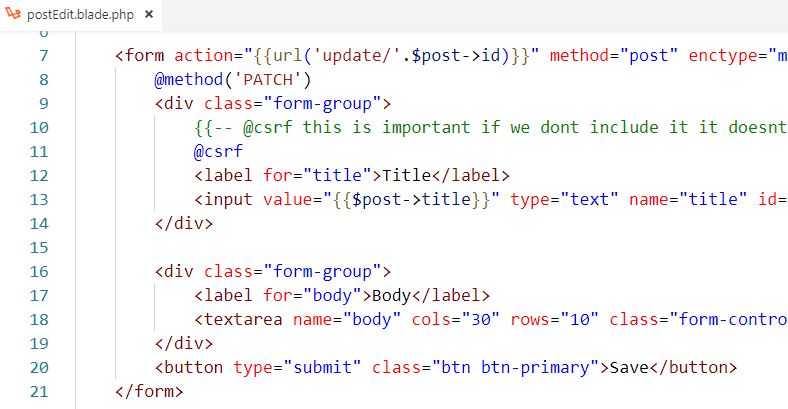 postEdit.blade.php ×
6
7 <form action="{{url('update/'.$post->id)}}" method="post" enctype="m
8 @method('PATCH')
9 <div class="form-group">
10 {{-- @csrf this is important if we dont include it it doesnt
11 @csrf
12 <label for="title">Title</label>
13 <input value="{{$post->title}}" type="text" name="title" id=
14 </div>
15
16 <div class="form-group">
17 <label for="body">Body</label>
18 <textarea name="body" cols="30" rows="10" class="form-contro
19 </div>
20 <button type="submit" class="btn btn-primary">Save</button>
21 </form>